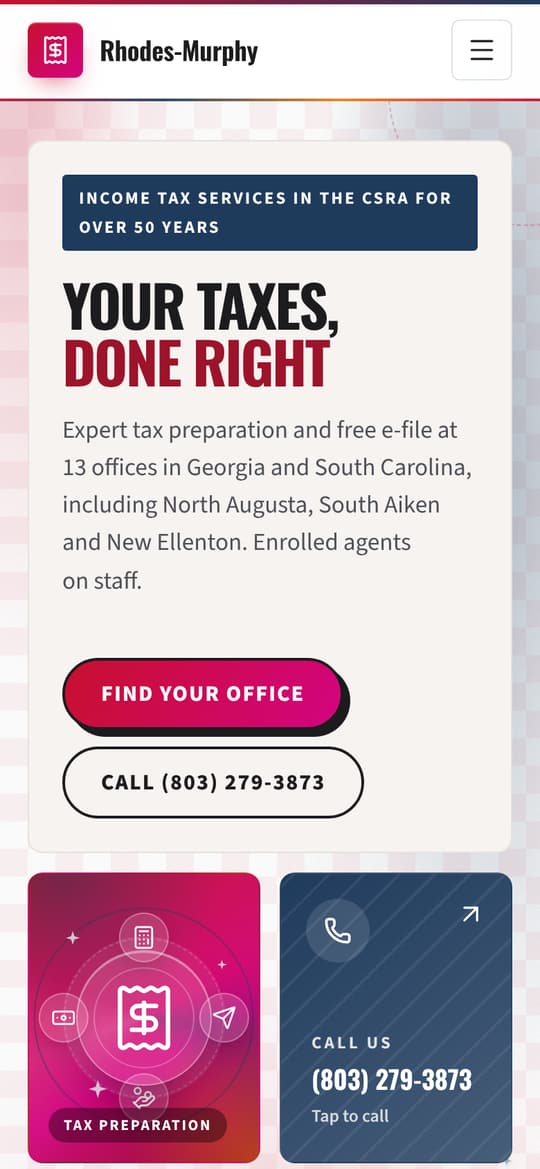 Rhodes-Murphy
INCOME TAX SERVICES IN THE CSRA FOR
OVER 50 YEARS
YOUR TAXES,
DONE RIGHT
Expert tax preparation and free e-file at
13 offices in Georgia and South Carolina,
including North Augusta, South Aiken
and New Ellenton. Enrolled agents
on staff.
FIND YOUR OFFICE
CALL (803) 279-3873
TAX PREPARATION
CALL US
(803) 279-3873
Tap to call